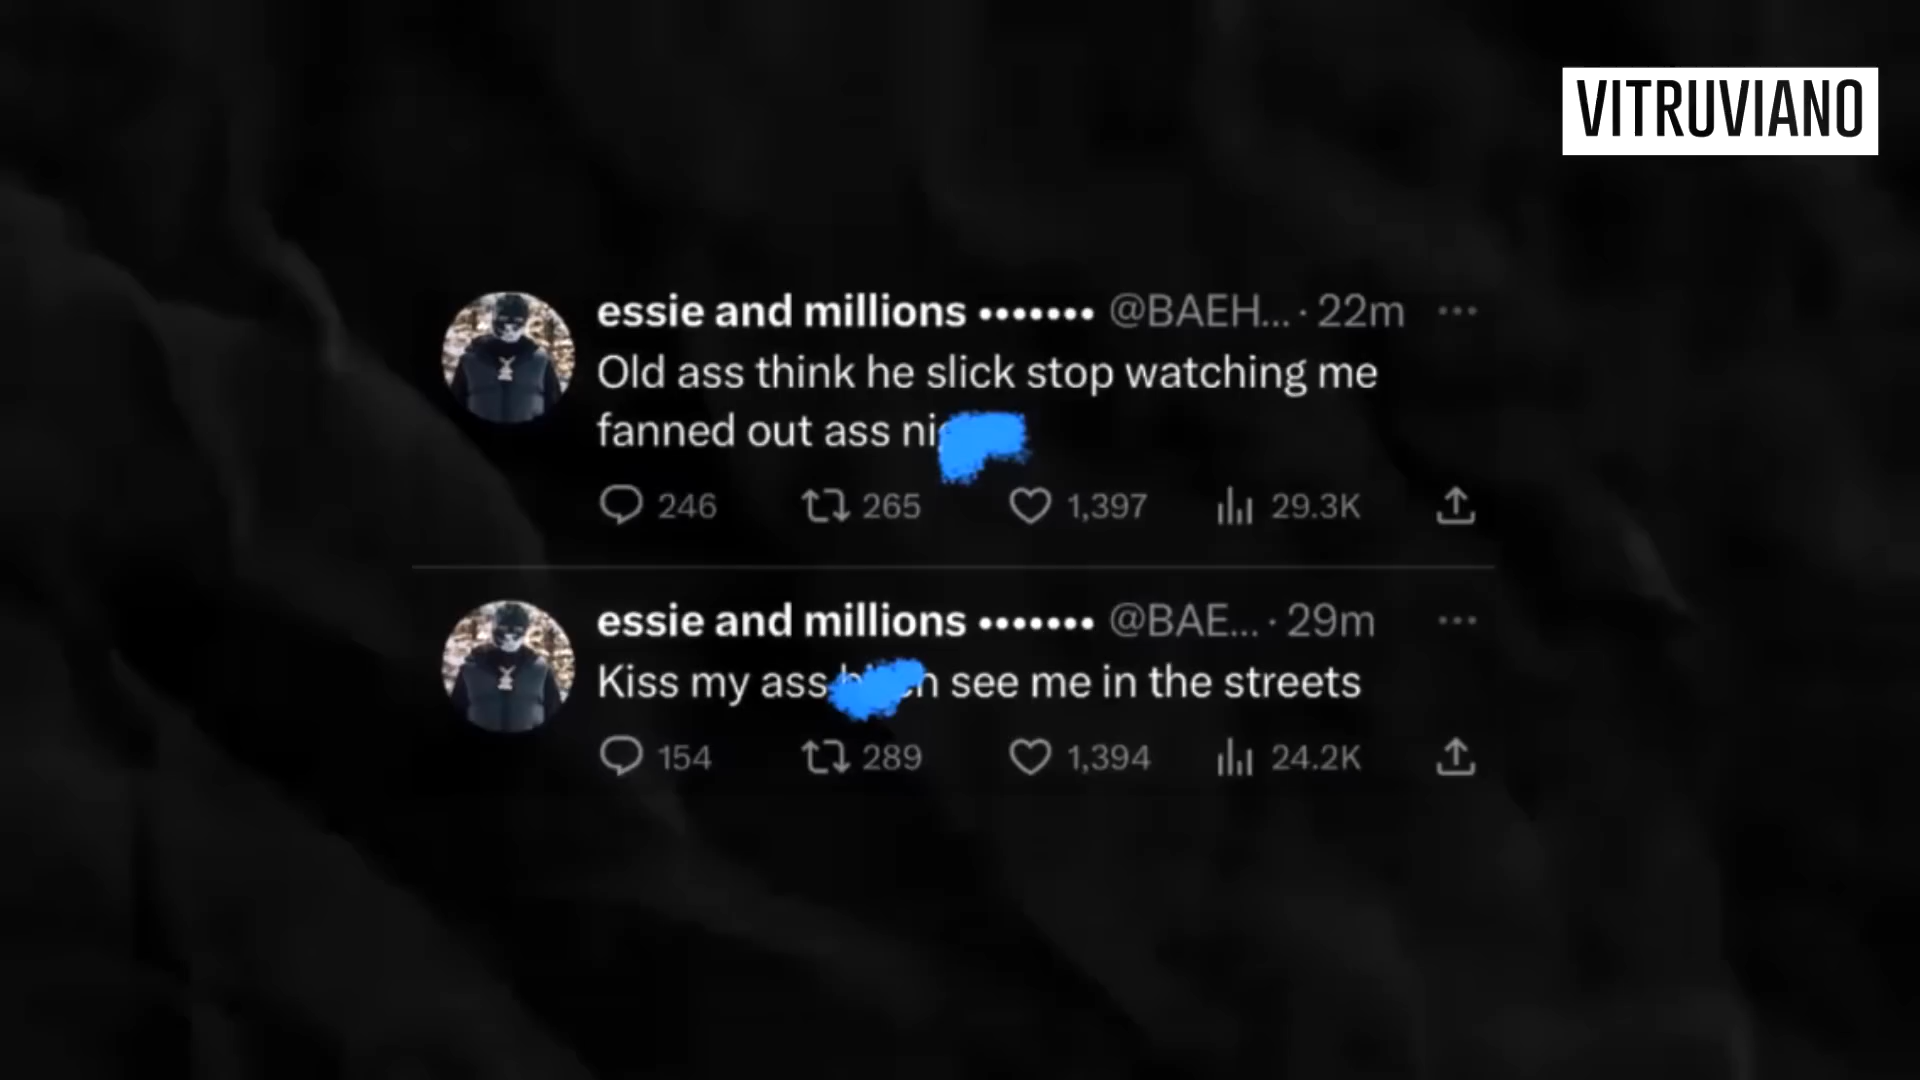 VITRUVIANO
essie and millions ••••••• @BAEH... · 22m ...
Old ass think he slick stop watching me
fanned out ass
246 265 1,397 29.3K
essie and millions ••••••• @BAE... · 29m ...
Kiss my ass see me in the streets
154 289 1,394 24.2K